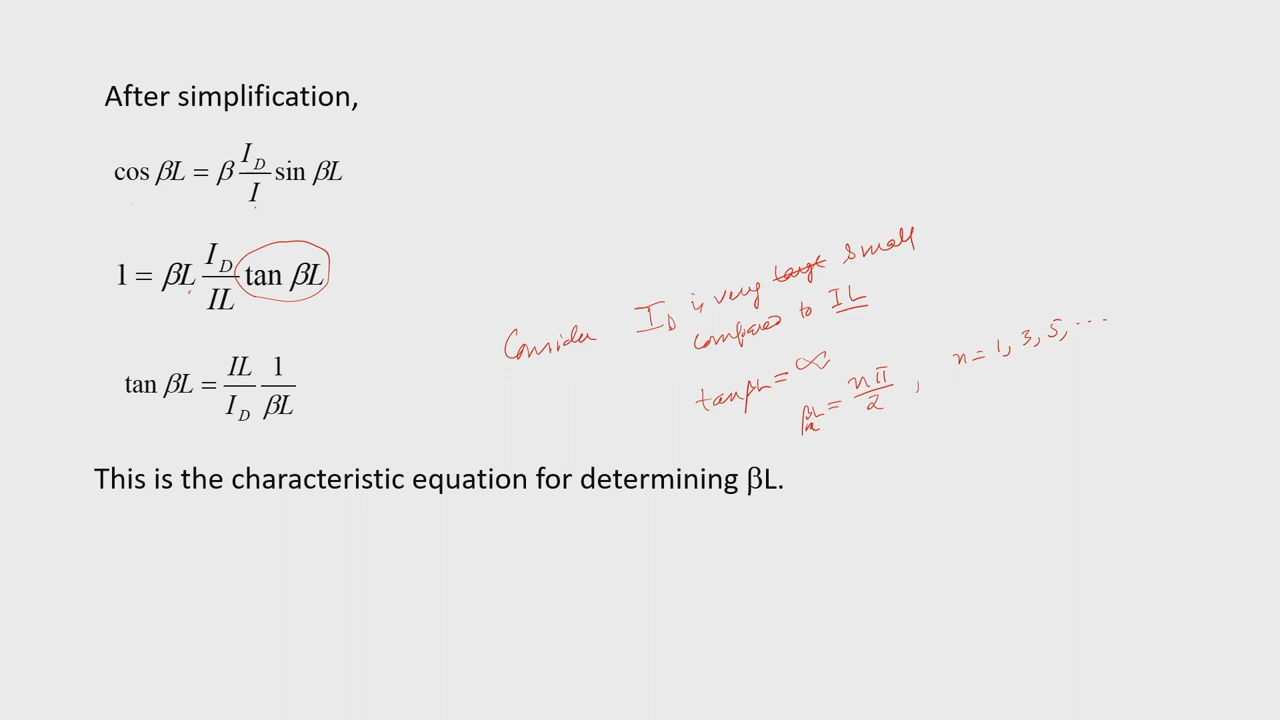 After simplification,
cos βL = β I_D/I sin βL
1 = βL I_D/IL tan βL
tan βL = IL/I_D 1/βL
This is the characteristic equation for determining βL.
Consider I_D is very large small
compared to IL
tanβL = ∞
βL = nπ/2 , n = 1, 3, 5, ...